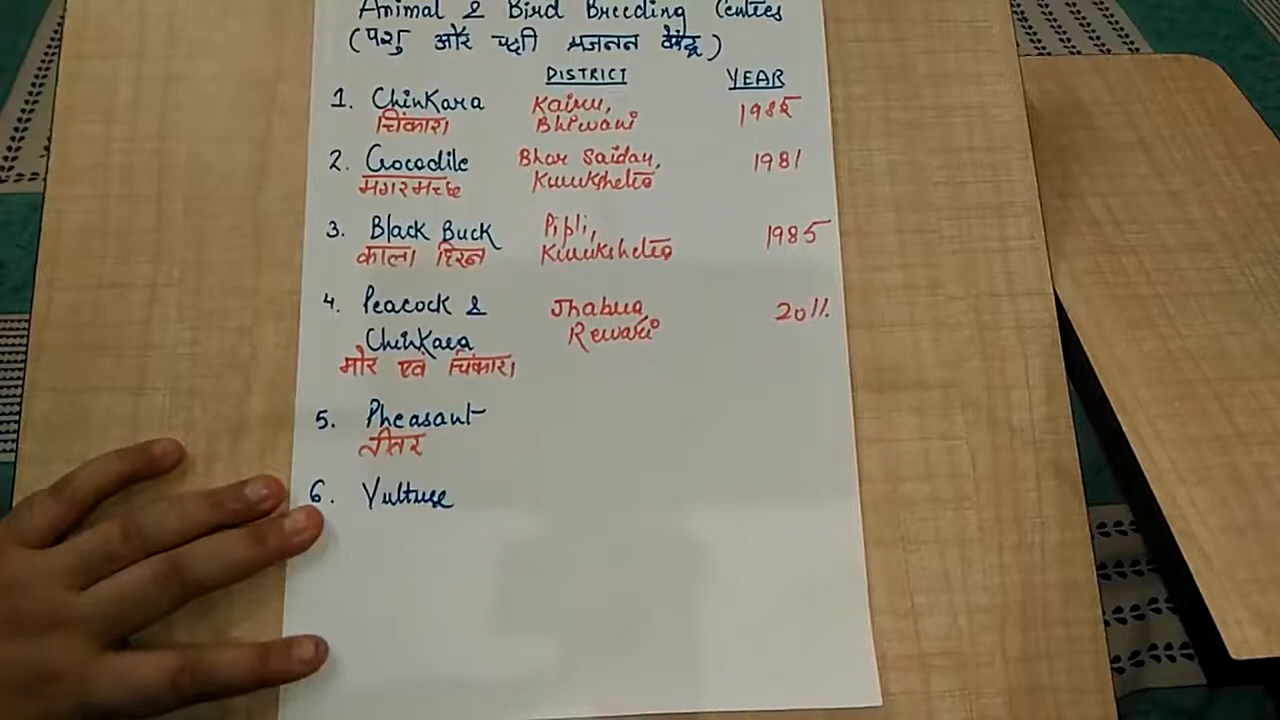 Animal & Bird Breeding Centres
(पशु और पक्षी प्रजनन केंद्र)
DISTRICT YEAR
1. Chinkara Kairu, 1985
चिंकारा Bhiwani
2. Crocodile Bhor Saidan, 1981
मगरमच्छ Kurukshetra
3. Black Buck Pipli, 1985
काला हिरन Kurukshetra
4. Peacock & Jhabua 2011.
Chinkara Rewari
मोर एवं चिंकारा
5. Pheasant
तीतर
6. Vulture